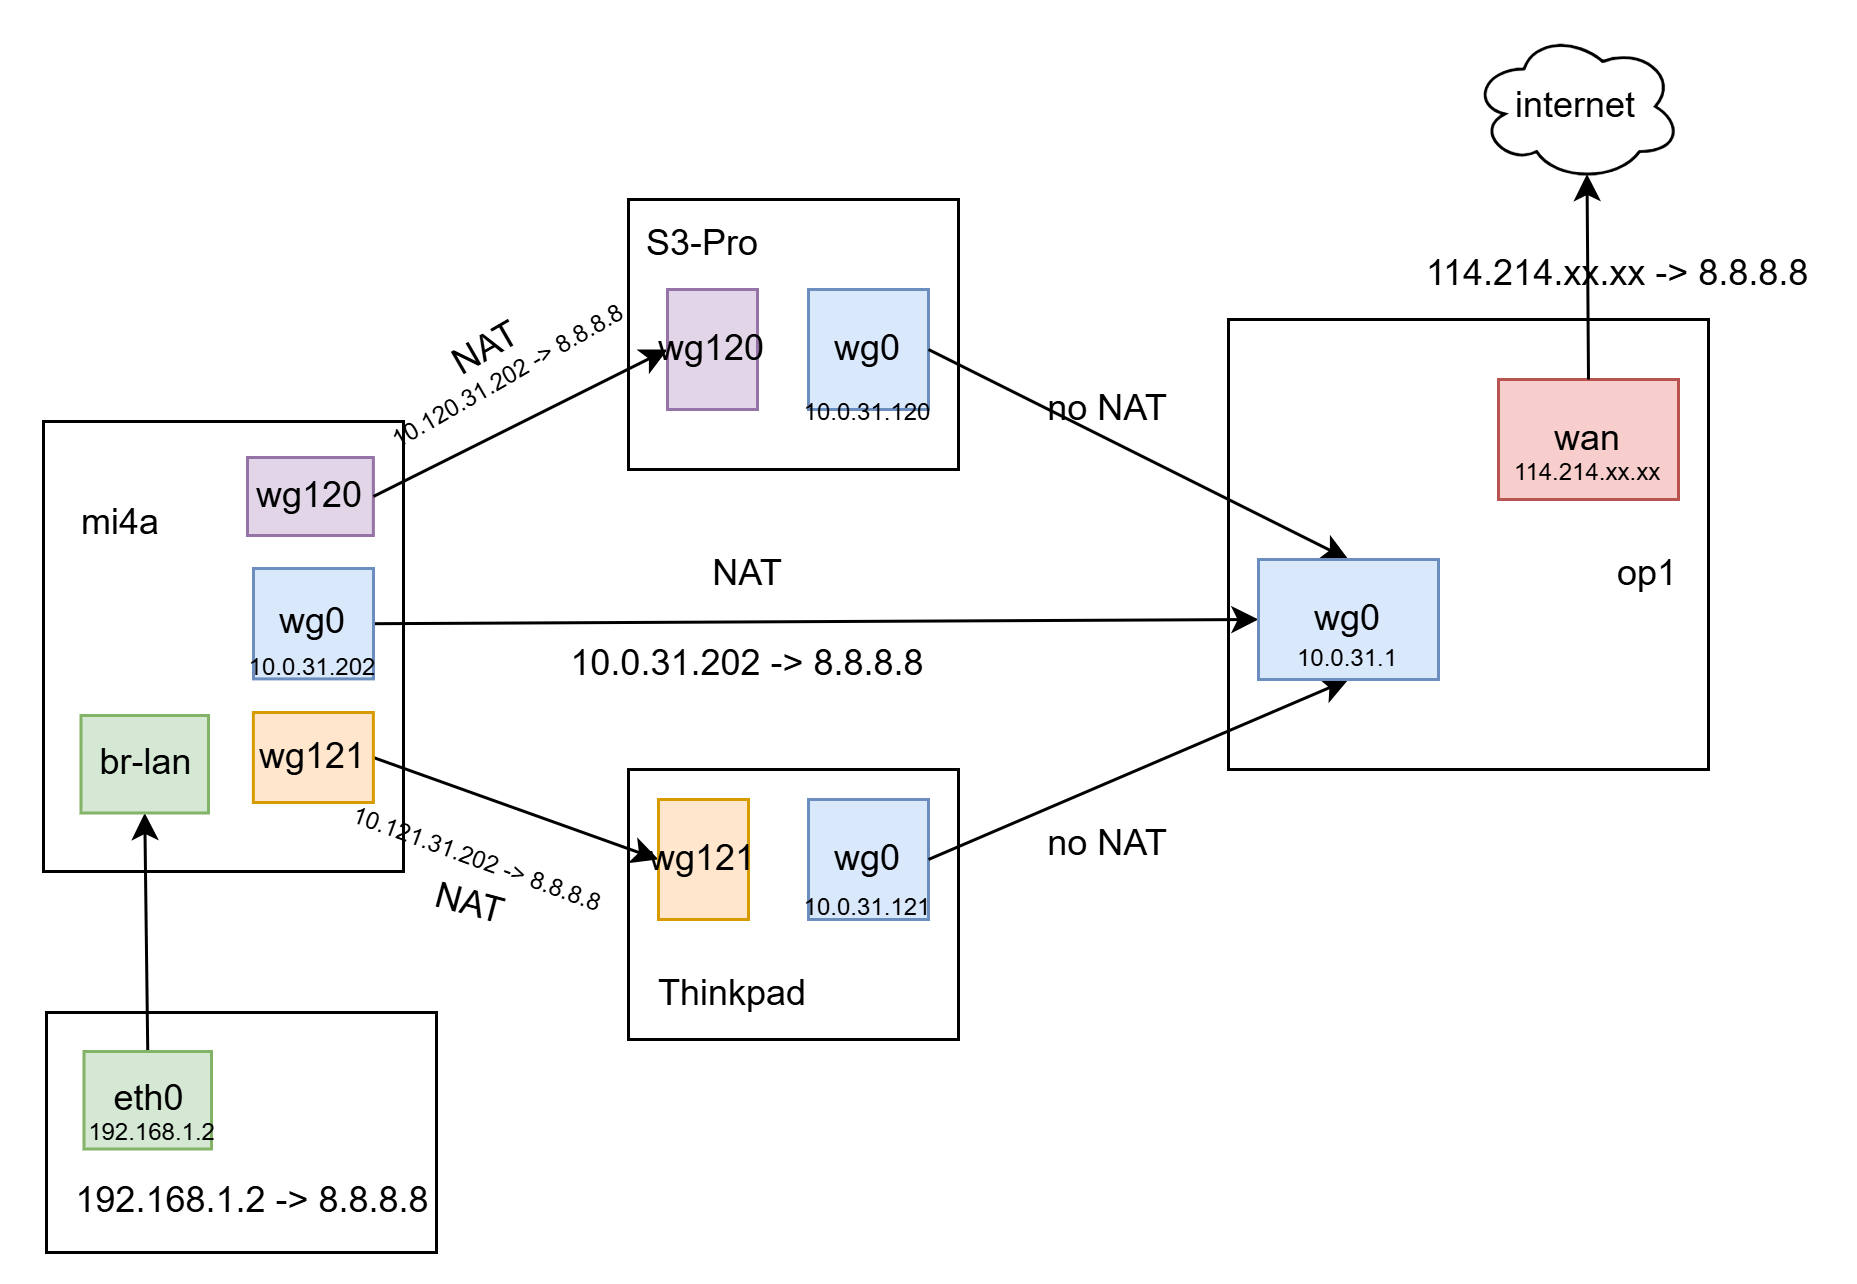 internet
114.214.xx.xx -> 8.8.8.8
S3-Pro
wg120
wg0
10.0.31.120
NAT
10.120.31.202 -> 8.8.8.8
no NAT
wan
114.214.xx.xx
op1
wg0
10.0.31.1
mi4a
wg120
wg0
10.0.31.202
wg121
br-lan
NAT
10.0.31.202 -> 8.8.8.8
10.121.31.202 -> 8.8.8.8
NAT
wg121
wg0
10.0.31.121
Thinkpad
no NAT
eth0
192.168.1.2
192.168.1.2 -> 8.8.8.8